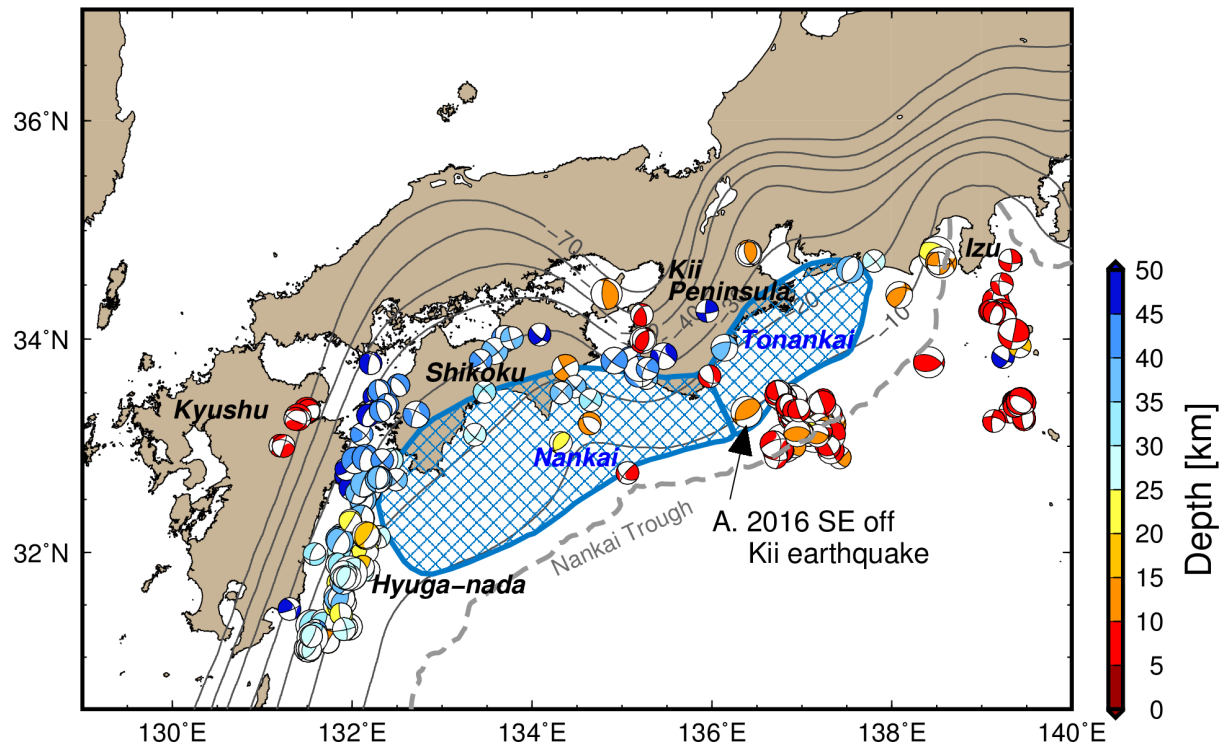 36°N
34°N
32°N
130°E
132°E
134°E
136°E
138°E
140°E
−70
Kii
Peninsula
−40
−20
−10
Izu
Tonankai
Shikoku
Kyushu
Nankai
Hyuga−nada
Nankai Trough
A. 2016 SE off
Kii earthquake
50
45
40
35
30
25
20
15
10
5
0
Depth [km]